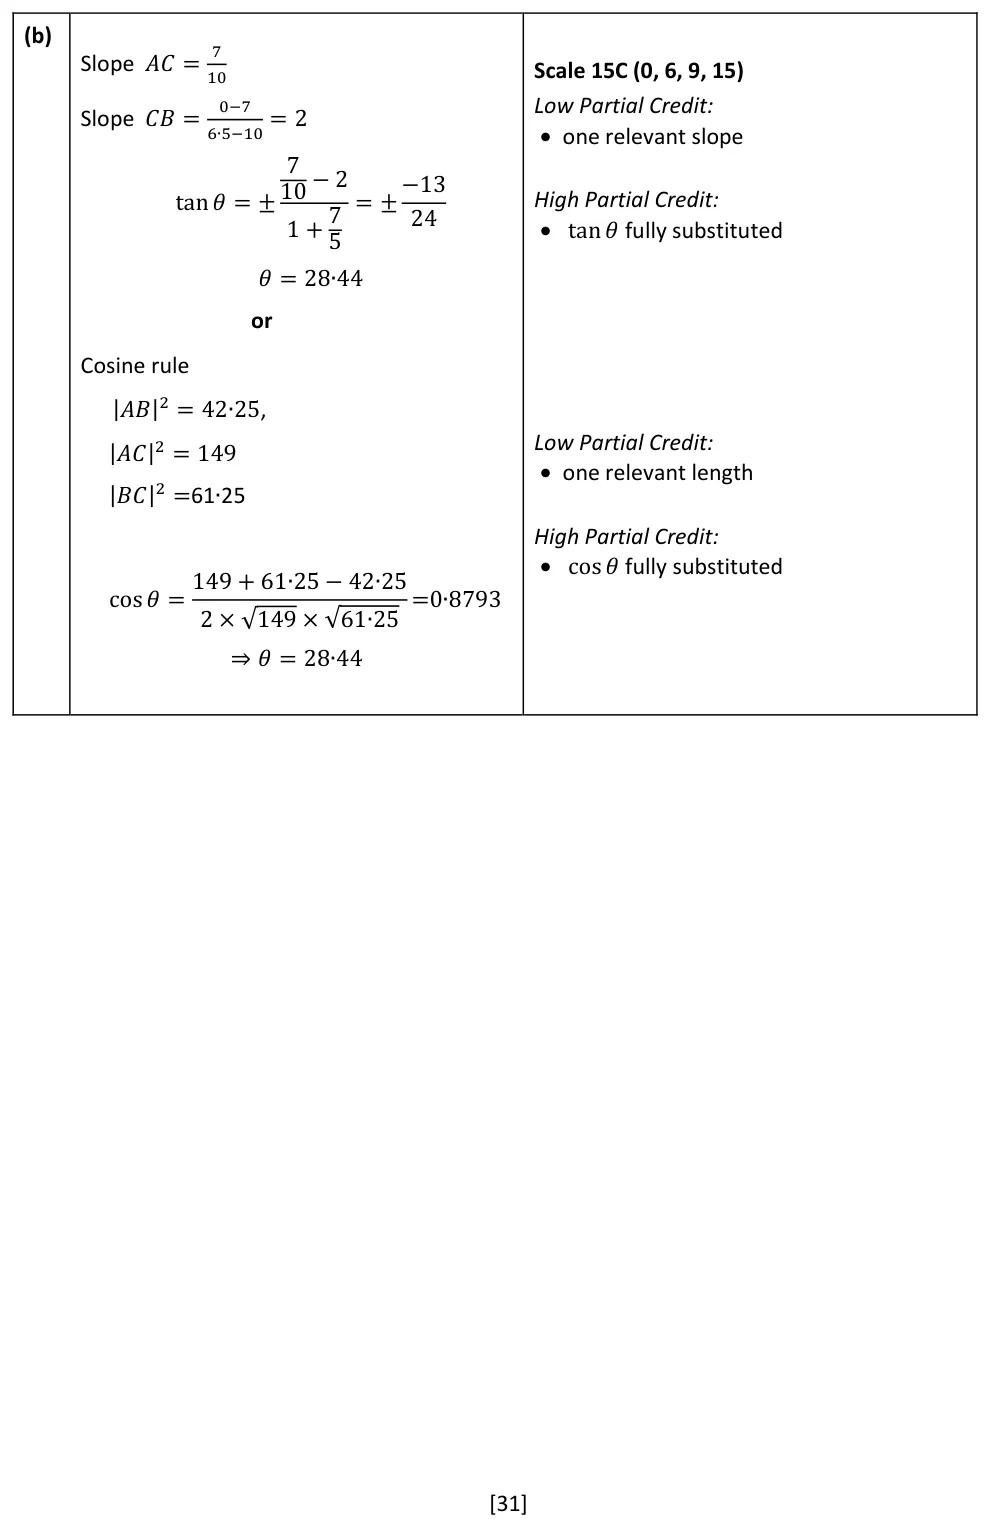 (b)
Slope AC = 7/10
Slope CB = 0−7/6·5−10 = 2
tan θ = ± (7/10 − 2)/(1 + 7/5) = ± −13/24
θ = 28·44
or
Cosine rule
|AB|² = 42·25,
|AC|² = 149
|BC|² =61·25
cos θ = (149 + 61·25 − 42·25)/(2 × √149 × √61·25) =0·8793
⇒ θ = 28·44
Scale 15C (0, 6, 9, 15)
Low Partial Credit:
• one relevant slope
High Partial Credit:
• tan θ fully substituted
Low Partial Credit:
• one relevant length
High Partial Credit:
• cos θ fully substituted
[31]